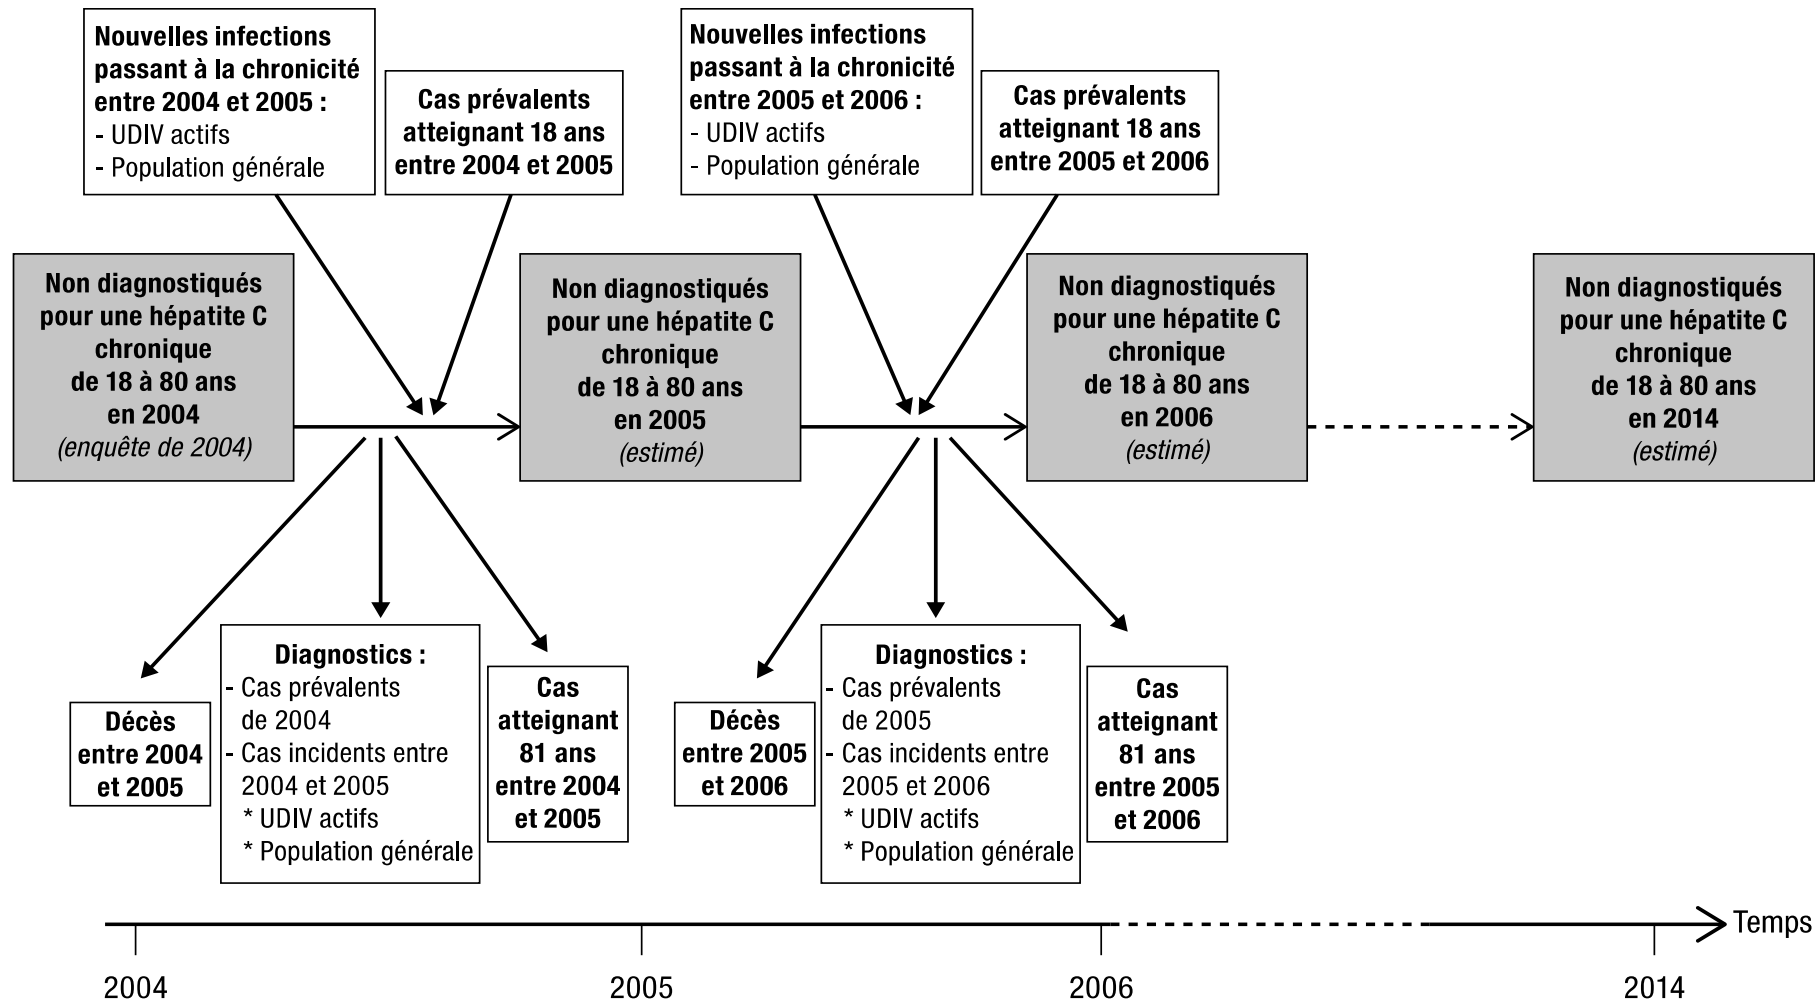 Nouvelles infections
passant à la chronicité
entre 2004 et 2005 :
- UDIV actifs
- Population générale
Cas prévalents
atteignant 18 ans
entre 2004 et 2005
Nouvelles infections
passant à la chronicité
entre 2005 et 2006 :
- UDIV actifs
- Population générale
Cas prévalents
atteignant 18 ans
entre 2005 et 2006
Non diagnostiqués
pour une hépatite C
chronique
de 18 à 80 ans
en 2004
(enquête de 2004)
Non diagnostiqués
pour une hépatite C
chronique
de 18 à 80 ans
en 2005
(estimé)
Non diagnostiqués
pour une hépatite C
chronique
de 18 à 80 ans
en 2006
(estimé)
Non diagnostiqués
pour une hépatite C
chronique
de 18 à 80 ans
en 2014
(estimé)
Décès
entre 2004
et 2005
Diagnostics :
- Cas prévalents
de 2004
- Cas incidents entre
2004 et 2005
* UDIV actifs
* Population générale
Cas
atteignant
81 ans
entre 2004
et 2005
Décès
entre 2005
et 2006
Diagnostics :
- Cas prévalents
de 2005
- Cas incidents entre
2005 et 2006
* UDIV actifs
* Population générale
Cas
atteignant
81 ans
entre 2005
et 2006
Temps
2004
2005
2006
2014